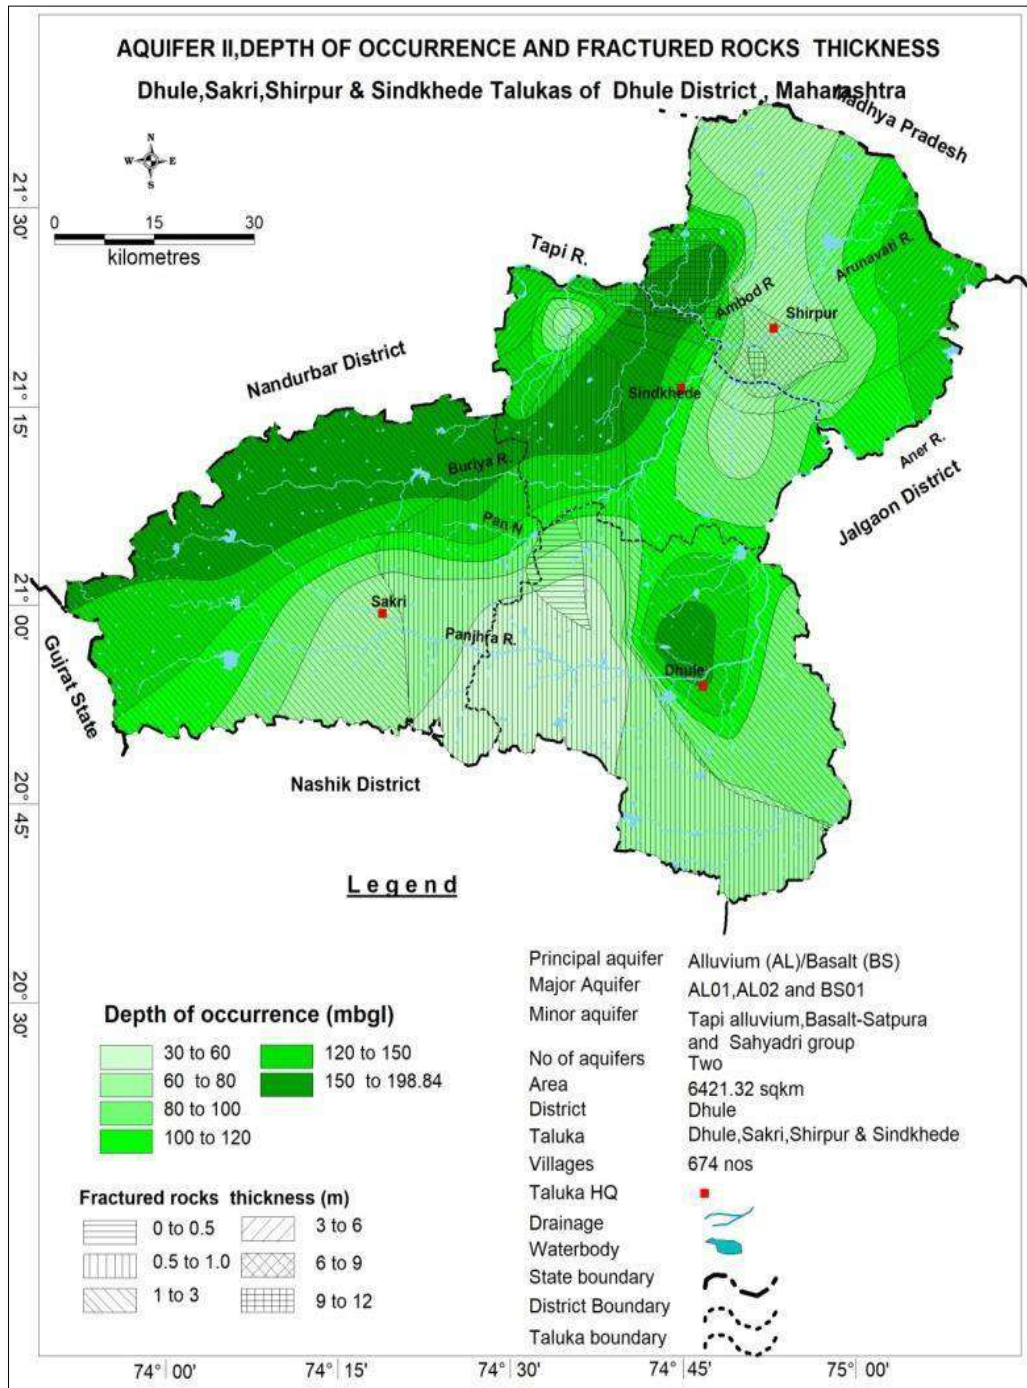 AQUIFER II,DEPTH OF OCCURRENCE AND FRACTURED ROCKS THICKNESS
Dhule,Sakri,Shirpur & Sindkhede Talukas of Dhule District , Maharashtra
Madhya Pradesh
N
W E
S
21° 30'
0 15 30
kilometres
Tapi R.
Arunavati R.
Ambod R
Shirpur
Nandurbar District
Sindkhede
21° 15'
Buriya R.
Aner R.
Jalgaon District
Pan N
21° 00'
Sakri
Panjhra R.
Dhule
Gujrat State
Nashik District
20° 45'
Legend
20° 30'
Principal aquifer Alluvium (AL)/Basalt (BS)
Major Aquifer AL01,AL02 and BS01
Minor aquifer Tapi alluvium,Basalt-Satpura
and Sahyadri group
No of aquifers Two
Area 6421.32 sqkm
District Dhule
Taluka Dhule,Sakri,Shirpur & Sindkhede
Villages 674 nos
Taluka HQ
Drainage
Waterbody
State boundary
District Boundary
Taluka boundary
Depth of occurrence (mbgl)
30 to 60 120 to 150
60 to 80 150 to 198.84
80 to 100
100 to 120
Fractured rocks thickness (m)
0 to 0.5 3 to 6
0.5 to 1.0 6 to 9
1 to 3 9 to 12
74° 00' 74° 15' 74° 30' 74° 45' 75° 00'